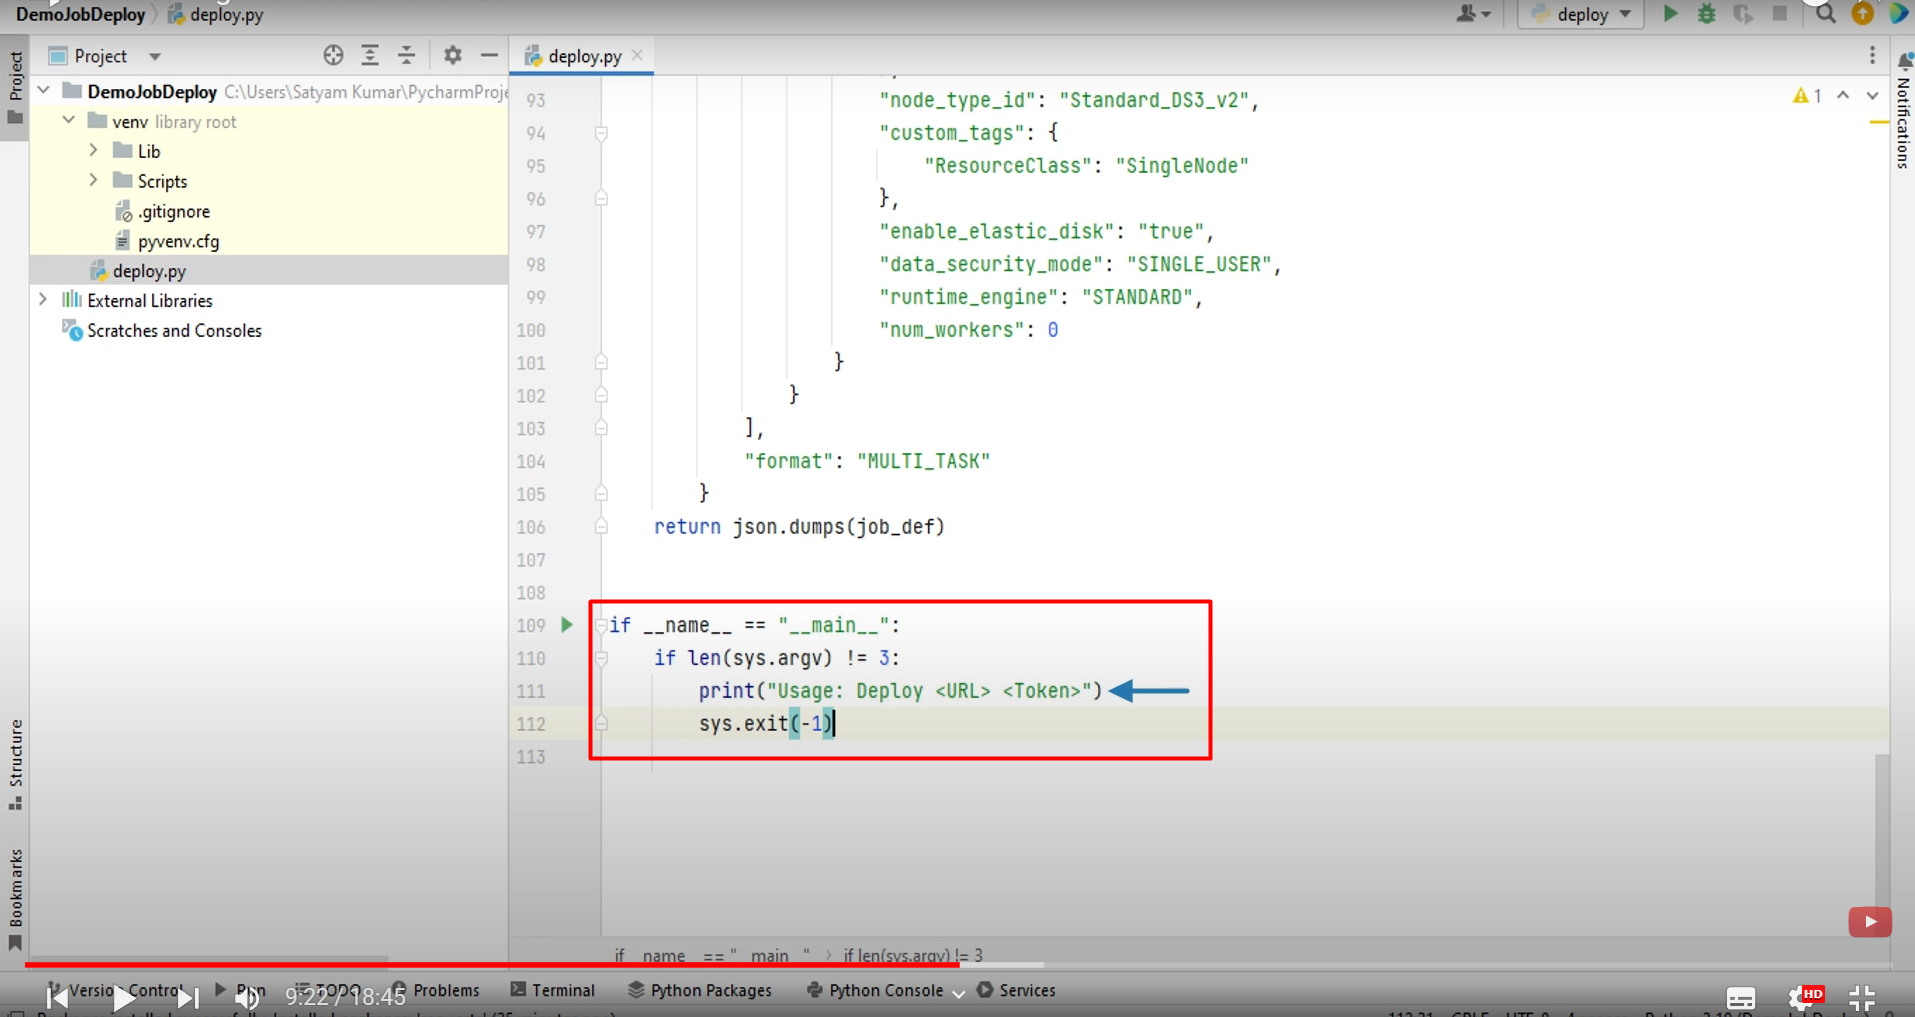 DemoJobDeploy
deploy.py
deploy
Project
Project
deploy.py
Notifications
DemoJobDeploy C:\Users\Satyam Kumar\PycharmProje
venv library root
Lib
Scripts
.gitignore
pyvenv.cfg
deploy.py
External Libraries
Scratches and Consoles
Structure
Bookmarks
1
93 "node_type_id": "Standard_DS3_v2",
94 "custom_tags": {
95 "ResourceClass": "SingleNode"
96 },
97 "enable_elastic_disk": "true",
98 "data_security_mode": "SINGLE_USER",
99 "runtime_engine": "STANDARD",
100 "num_workers": 0
101 }
102 }
103 ],
104 "format": "MULTI_TASK"
105 }
106 return json.dumps(job_def)
107
108
109 if __name__ == "__main__":
110 if len(sys.argv) != 3:
111 print("Usage: Deploy <URL> <Token>")
112 sys.exit(-1)
113
if __name__ == "__main__" › if len(sys.argv) != 3
Version Control
Run
TODO
Problems
Terminal
Python Packages
Python Console
Services
9:22 / 18:45
HD